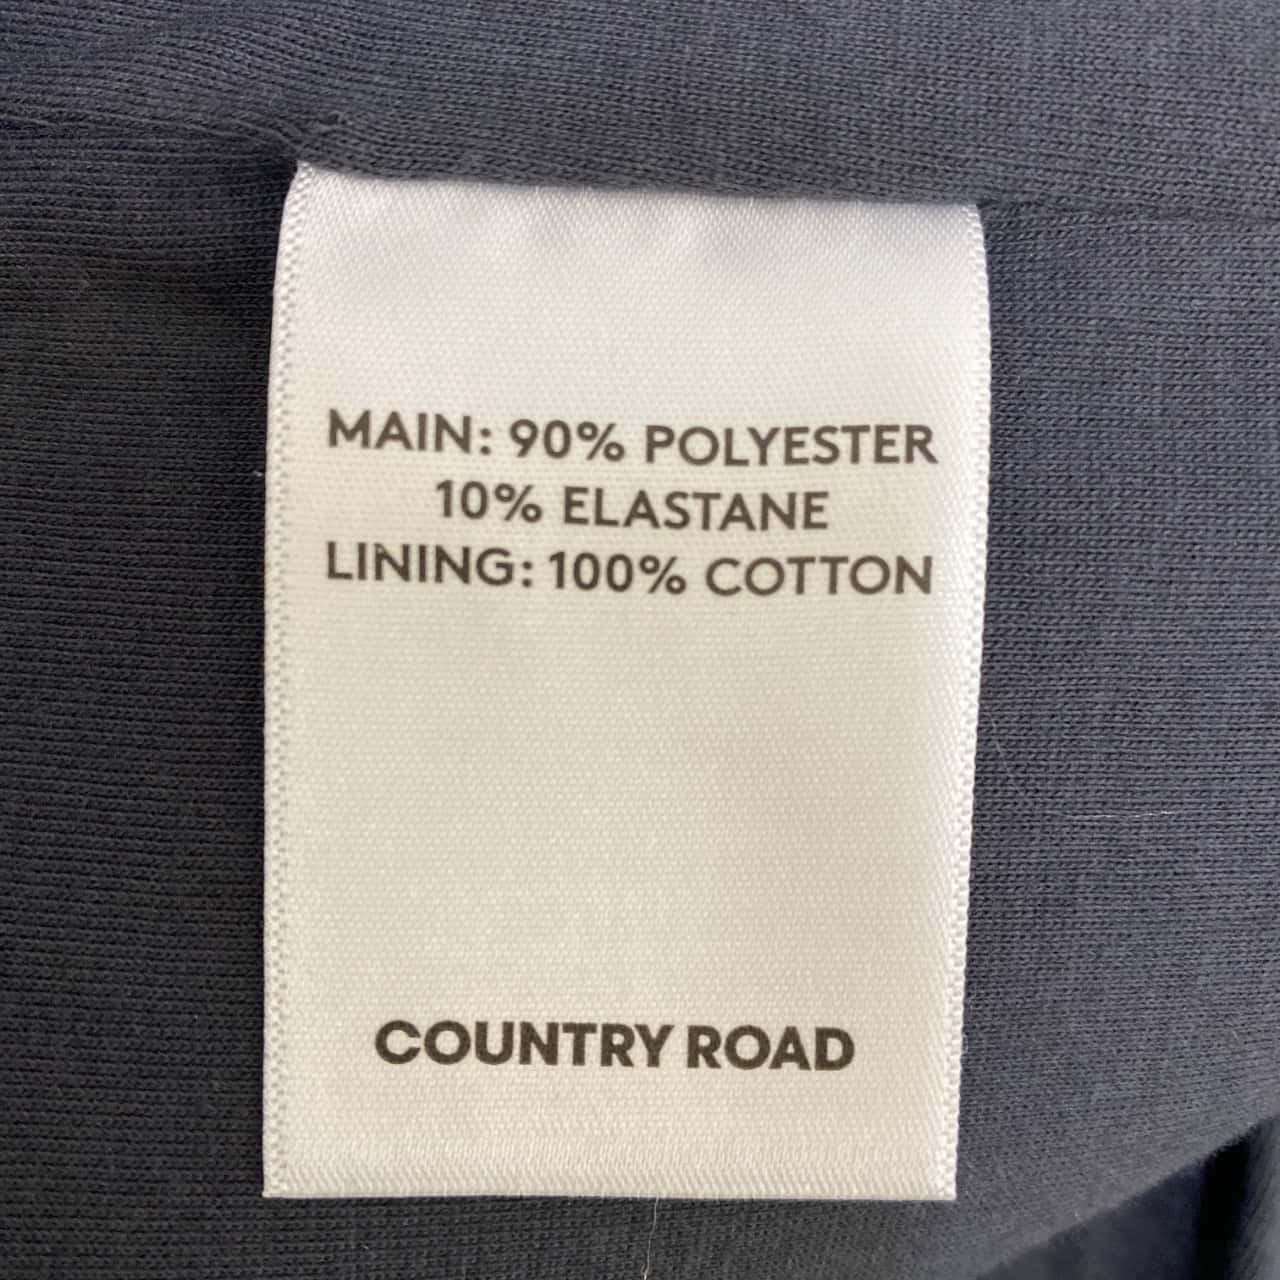 MAIN: 90% POLYESTER
10% ELASTANE
LINING: 100% COTTON
COUNTRY ROAD